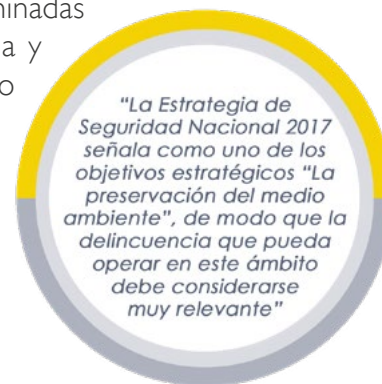 a y
"La Estrategia de
Seguridad Nacional 2017
señala como uno de los
objetivos estratégicos "La
preservación del medio
ambiente", de modo que la
delincuencia que pueda
operar en este ámbito
debe considerarse
muy relevante"